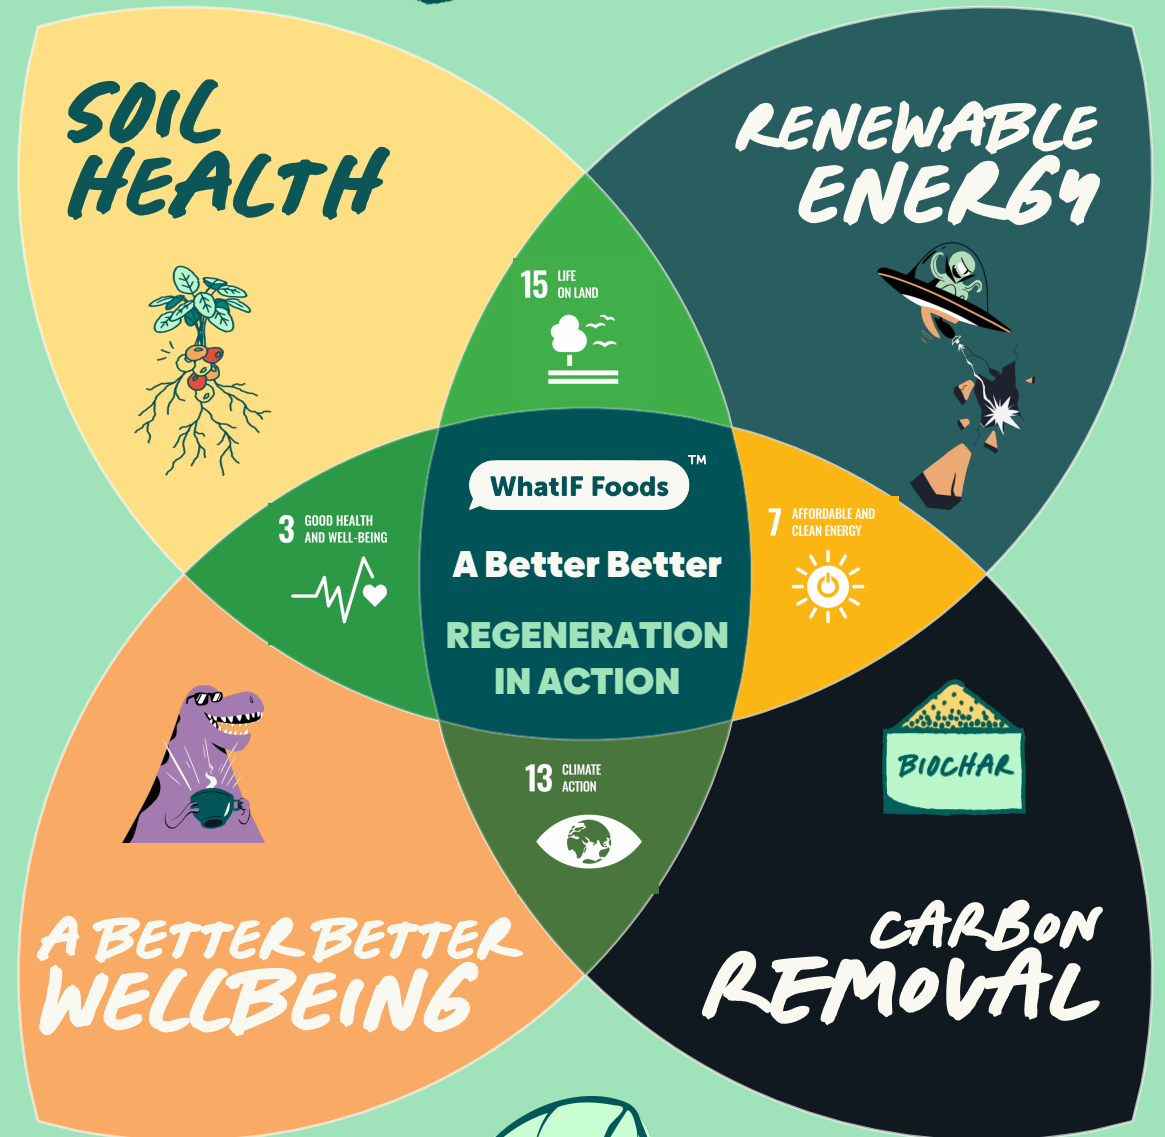 SOIL
HEALTH
RENEWABLE
ENERGY
15 LIFE
ON LAND
3 GOOD HEALTH
AND WELL-BEING
WhatIF Foods™
A Better Better
REGENERATION
IN ACTION
7 AFFORDABLE AND
CLEAN ENERGY
13 CLIMATE
ACTION
BIOCHAR
A BETTER BETTER
WELLBEING
CARBON
REMOVAL